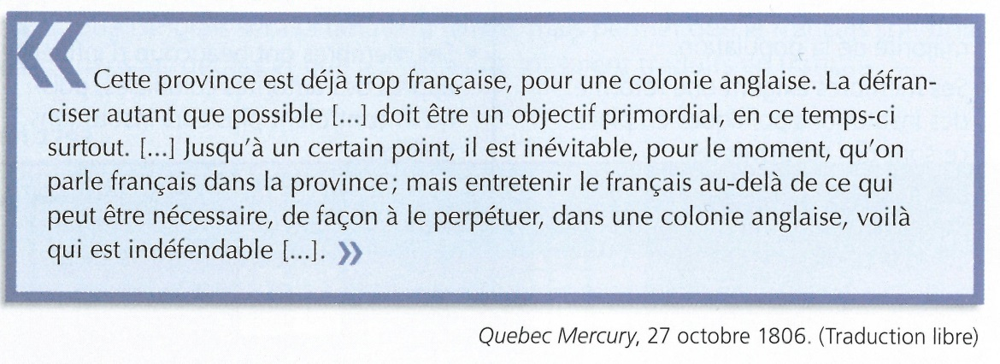 « Cette province est déjà trop française, pour une colonie anglaise. La défran-
ciser autant que possible [...] doit être un objectif primordial, en ce temps-ci
surtout. [...] Jusqu'à un certain point, il est inévitable, pour le moment, qu'on
parle français dans la province; mais entretenir le français au-delà de ce qui
peut être nécessaire, de façon à le perpétuer, dans une colonie anglaise, voilà
qui est indéfendable [...]. »
Quebec Mercury, 27 octobre 1806. (Traduction libre)